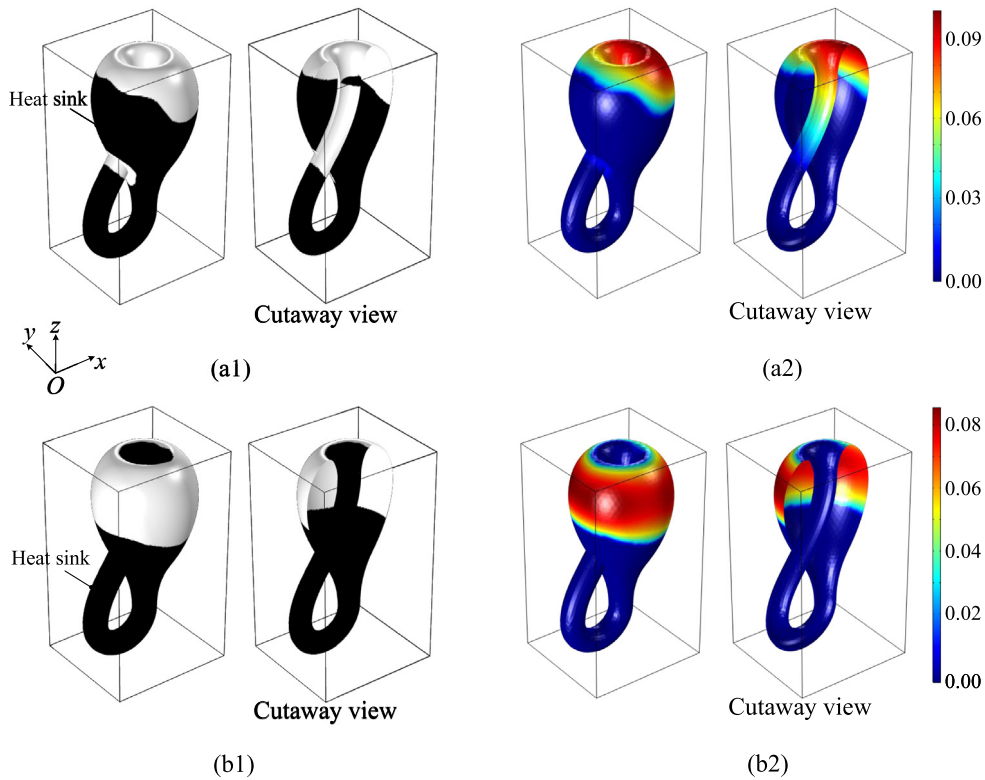 Heat sink
Cutaway view
y z x
O
(a1)
0.09
0.06
0.03
0.00
Cutaway view
(a2)
Heat sink
Cutaway view
(b1)
0.08
0.06
0.04
0.02
0.00
Cutaway view
(b2)